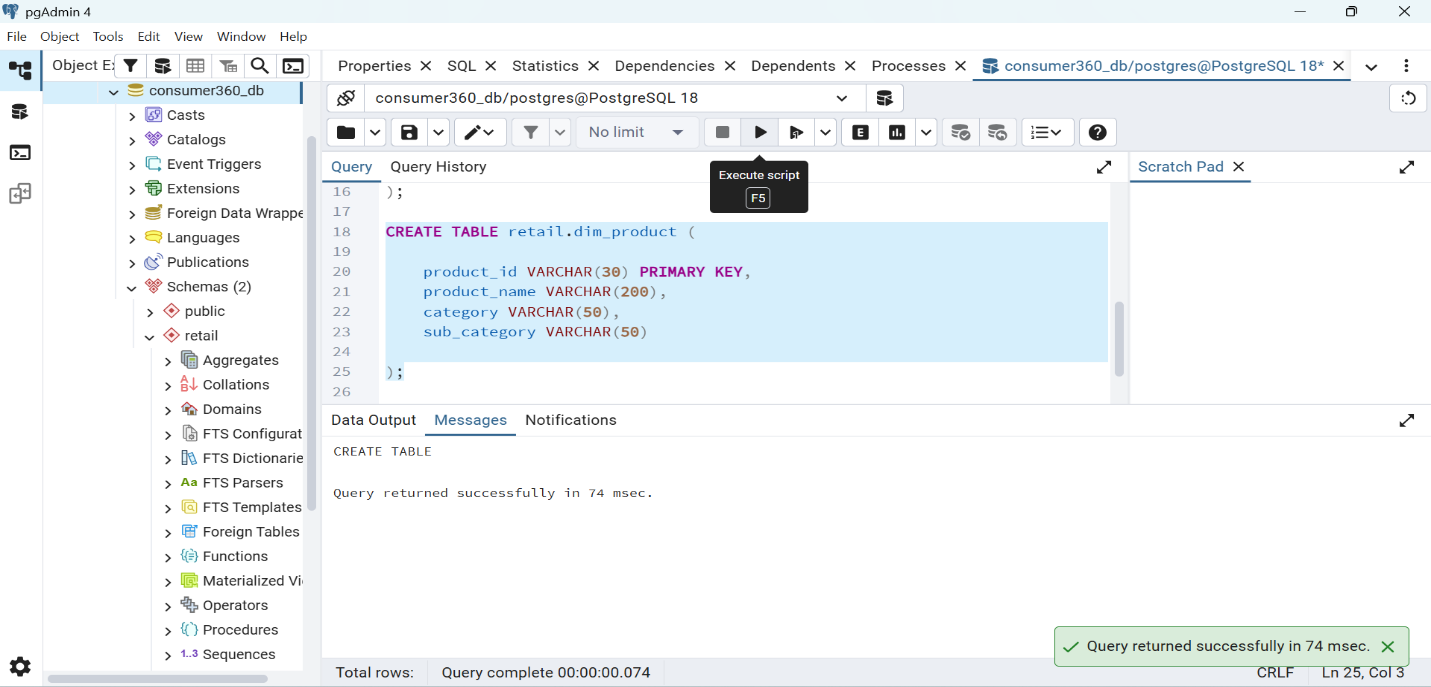 pgAdmin 4
File Object Tools Edit View Window Help
Object E
Properties SQL Statistics Dependencies Dependents Processes consumer360_db/postgres@PostgreSQL 18*
consumer360_db/postgres@PostgreSQL 18
No limit
E
Execute script
F5
Query Query History
Scratch Pad
consumer360_db
Casts
Catalogs
Event Triggers
Extensions
Foreign Data Wrappe
Languages
Publications
Schemas (2)
public
retail
Aggregates
Collations
Domains
FTS Configurat
FTS Dictionarie
Aa FTS Parsers
FTS Templates
Foreign Tables
Functions
Materialized Vi
Operators
Procedures
1..3 Sequences
16 );
17
18 CREATE TABLE retail.dim_product (
19
20 product_id VARCHAR(30) PRIMARY KEY,
21 product_name VARCHAR(200),
22 category VARCHAR(50),
23 sub_category VARCHAR(50)
24
25 );
26
Data Output Messages Notifications
CREATE TABLE
Query returned successfully in 74 msec.
Query returned successfully in 74 msec.
Total rows: Query complete 00:00:00.074 CRLF Ln 25, Col 3